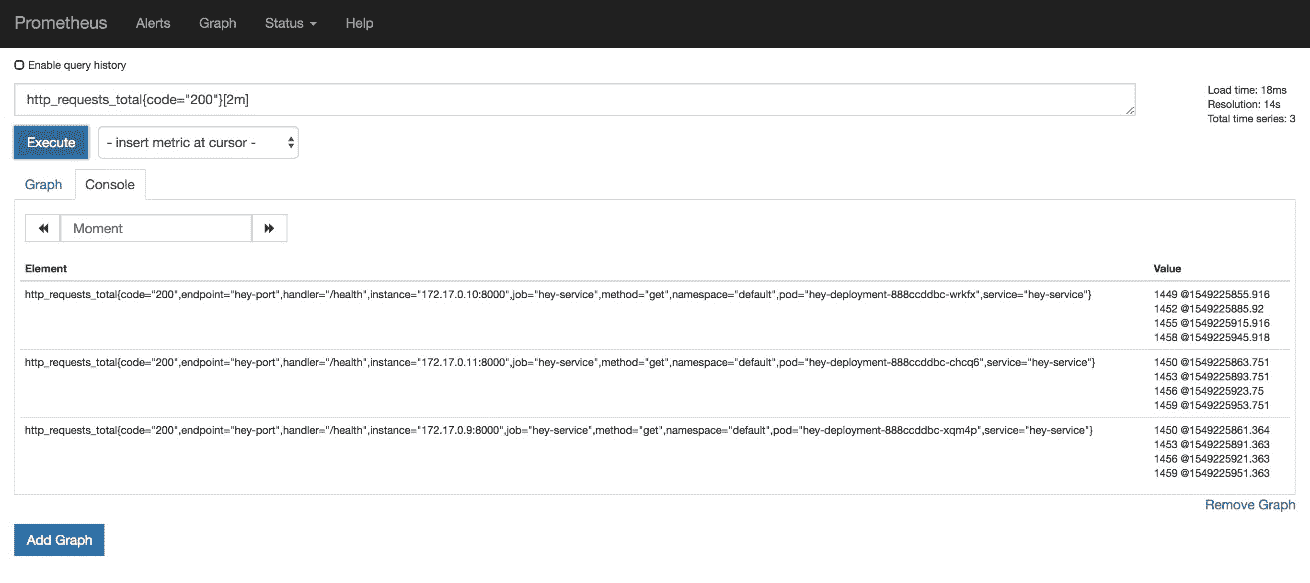 Prometheus Alerts Graph Status Help
Enable query history
http_requests_total{code="200"}[2m]
Load time: 18ms
Resolution: 14s
Total time series: 3
Execute - insert metric at cursor -
Graph Console
Moment
Element Value
http_requests_total{code="200",endpoint="hey-port",handler="/health",instance="172.17.0.10:8000",job="hey-service",method="get",namespace="default",pod="hey-deployment-888ccddbc-wrkfx",service="hey-service"} 1449 @1549225855.916
1452 @1549225885.92
1455 @1549225915.916
1458 @1549225945.918
http_requests_total{code="200",endpoint="hey-port",handler="/health",instance="172.17.0.11:8000",job="hey-service",method="get",namespace="default",pod="hey-deployment-888ccddbc-chcq6",service="hey-service"} 1450 @1549225863.751
1453 @1549225893.751
1456 @1549225923.75
1459 @1549225953.751
http_requests_total{code="200",endpoint="hey-port",handler="/health",instance="172.17.0.9:8000",job="hey-service",method="get",namespace="default",pod="hey-deployment-888ccddbc-xqm4p",service="hey-service"} 1450 @1549225861.364
1453 @1549225891.363
1456 @1549225921.363
1459 @1549225951.363
Remove Graph
Add Graph